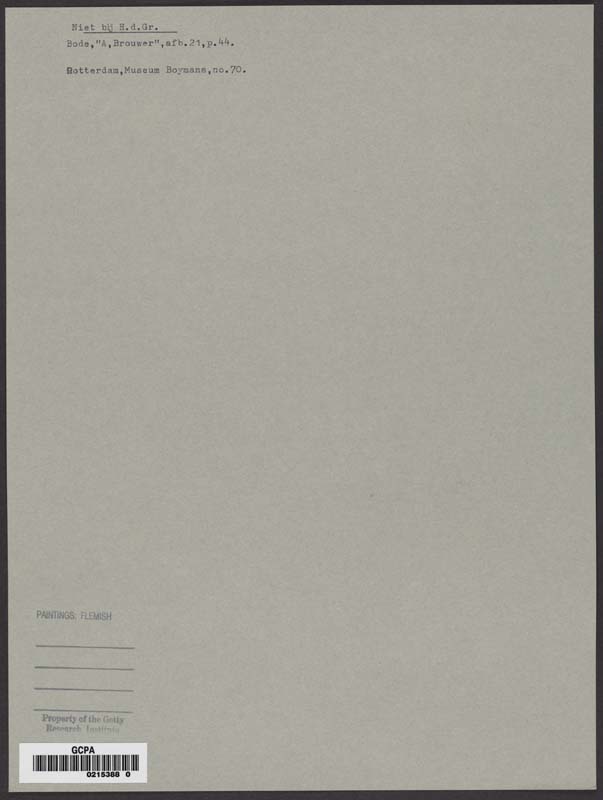 Niet bij H.d.Gr.
Bode,"A,Brouwer",afb.21,p.44.
Rotterdam,Museum Boymans,no.70.
PAINTINGS: FLEMISH
Property of the Getty
Research Institute
GCPA
0215388 0